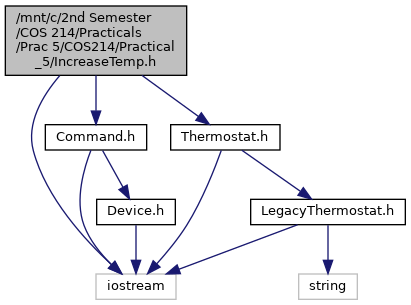 /mnt/c/2nd Semester
/COS 214/Practicals
/Prac 5/COS214/Practical
_5/IncreaseTemp.h
Command.h
Thermostat.h
Device.h
LegacyThermostat.h
iostream
string